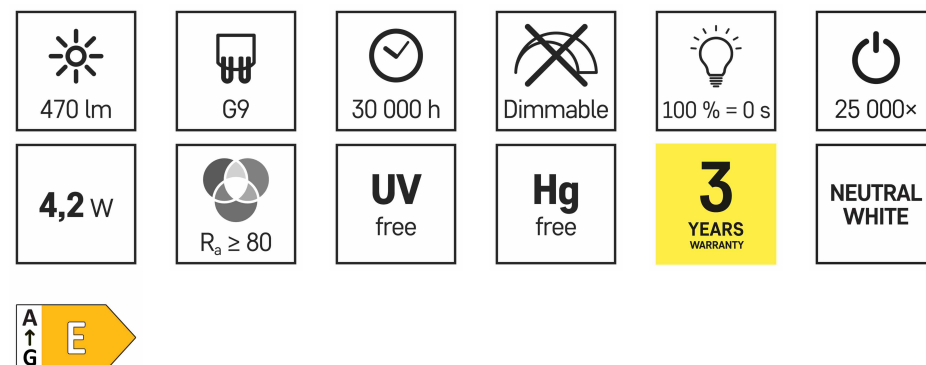 470 lm
G9
30 000 h
Dimmable
100 % = 0 s
25 000×
4,2 W
Rₐ ≥ 80
UV
free
Hg
free
3
YEARS
WARRANTY
NEUTRAL
WHITE
A
↑
G
E